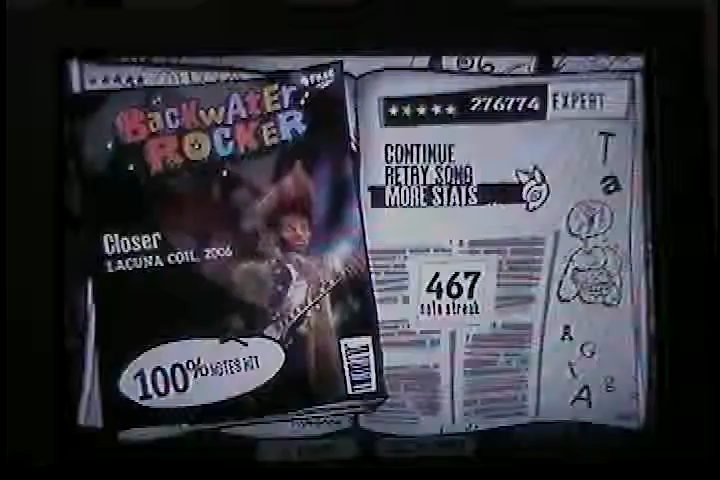 FREE
BACKWATER
ROCKER
Closer
LACUNA COIL, 2006
100% NOTES HIT
276774 EXPERT
CONTINUE
RETRY SONG
MORE STATS
467
note streak
T
a